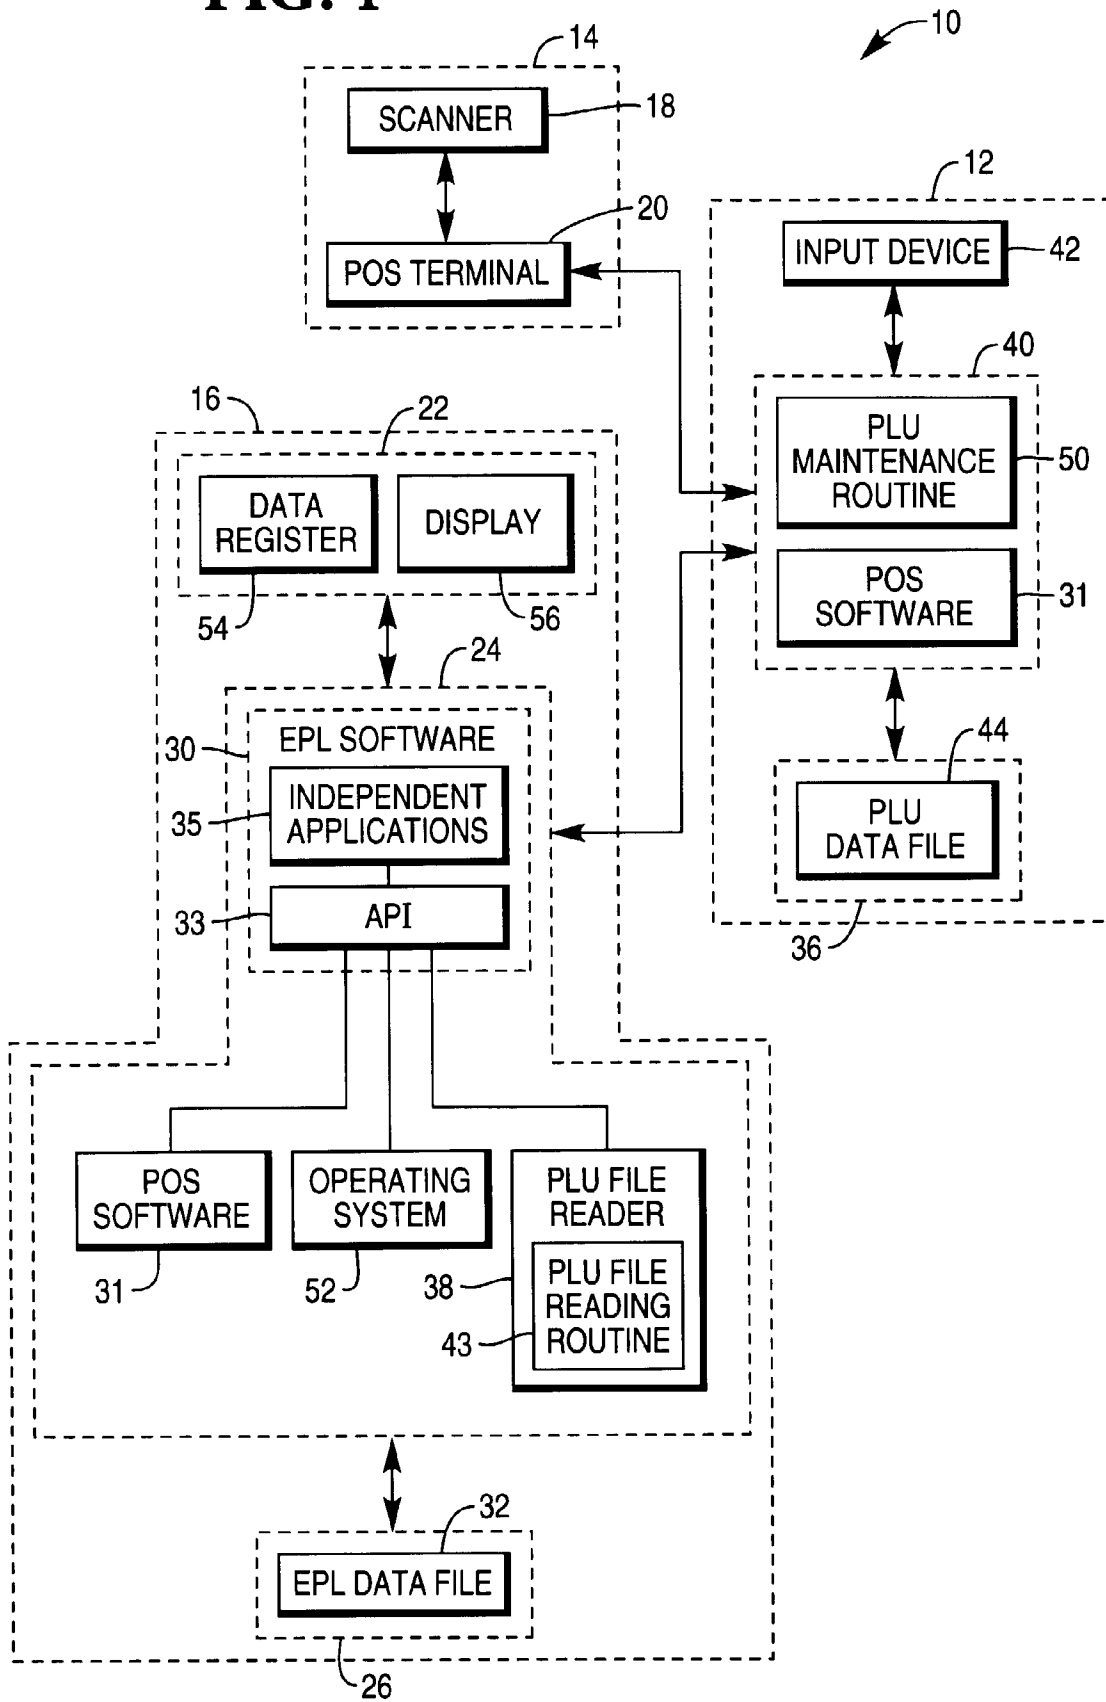 FIG. 1
10
14
SCANNER
18
20
POS TERMINAL
12
INPUT DEVICE
42
40
PLU
MAINTENANCE
ROUTINE
50
POS
SOFTWARE
31
44
PLU
DATA FILE
36
16
22
DATA
REGISTER
DISPLAY
54
56
24
30
EPL SOFTWARE
35
INDEPENDENT
APPLICATIONS
33
API
POS
SOFTWARE
31
OPERATING
SYSTEM
52
PLU FILE
READER
38
PLU FILE
READING
ROUTINE
43
32
EPL DATA FILE
26